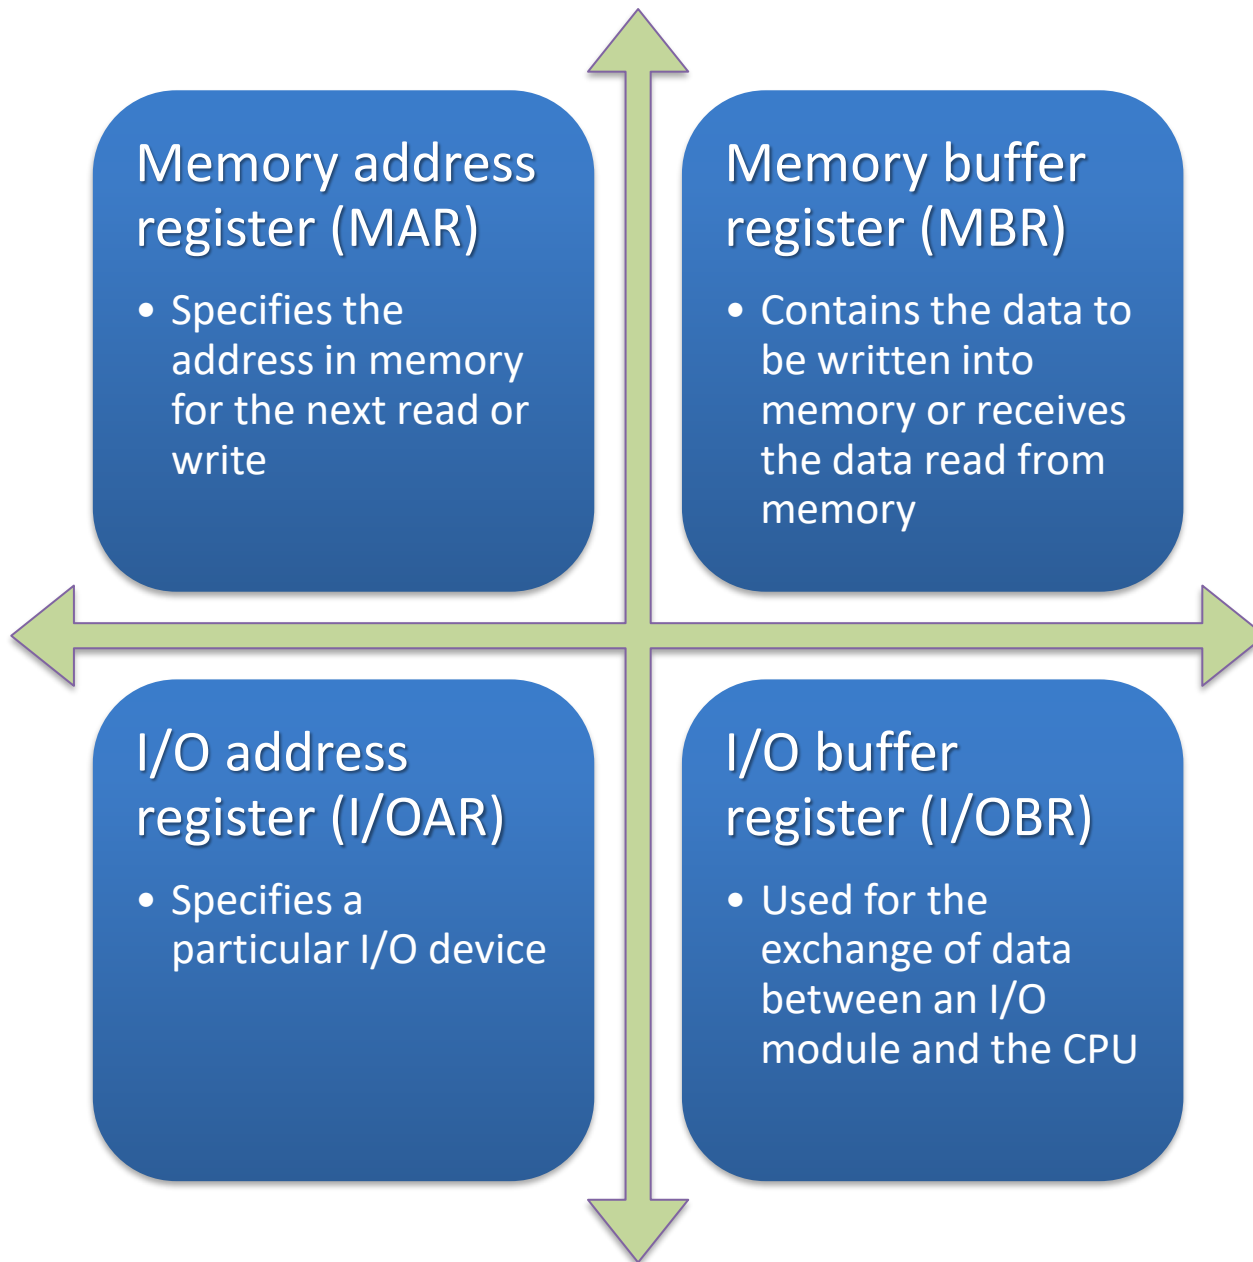 Memory address
register (MAR)
• Specifies the
address in memory
for the next read or
write
Memory buffer
register (MBR)
• Contains the data to
be written into
memory or receives
the data read from
memory
I/O address
register (I/OAR)
• Specifies a
particular I/O device
I/O buffer
register (I/OBR)
• Used for the
exchange of data
between an I/O
module and the CPU